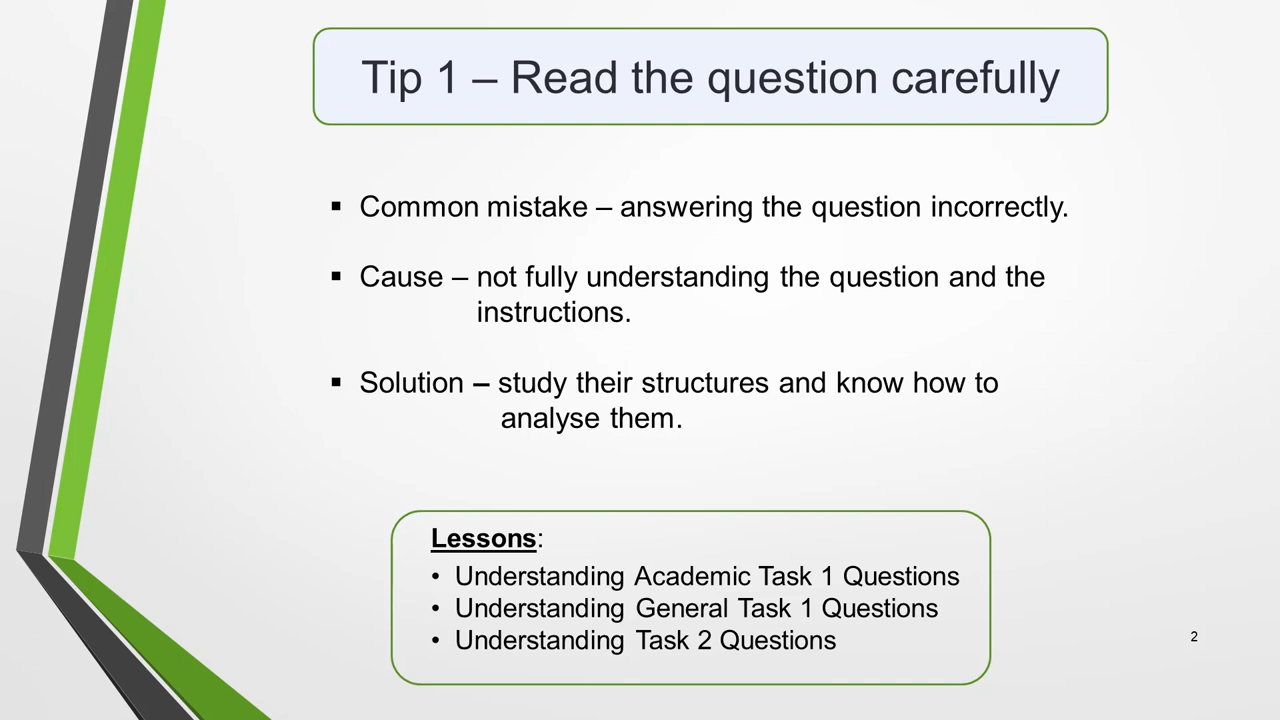 Tip 1 – Read the question carefully
▪ Common mistake – answering the question incorrectly.
▪ Cause – not fully understanding the question and the
instructions.
▪ Solution – study their structures and know how to
analyse them.
Lessons:
• Understanding Academic Task 1 Questions
• Understanding General Task 1 Questions
• Understanding Task 2 Questions
2